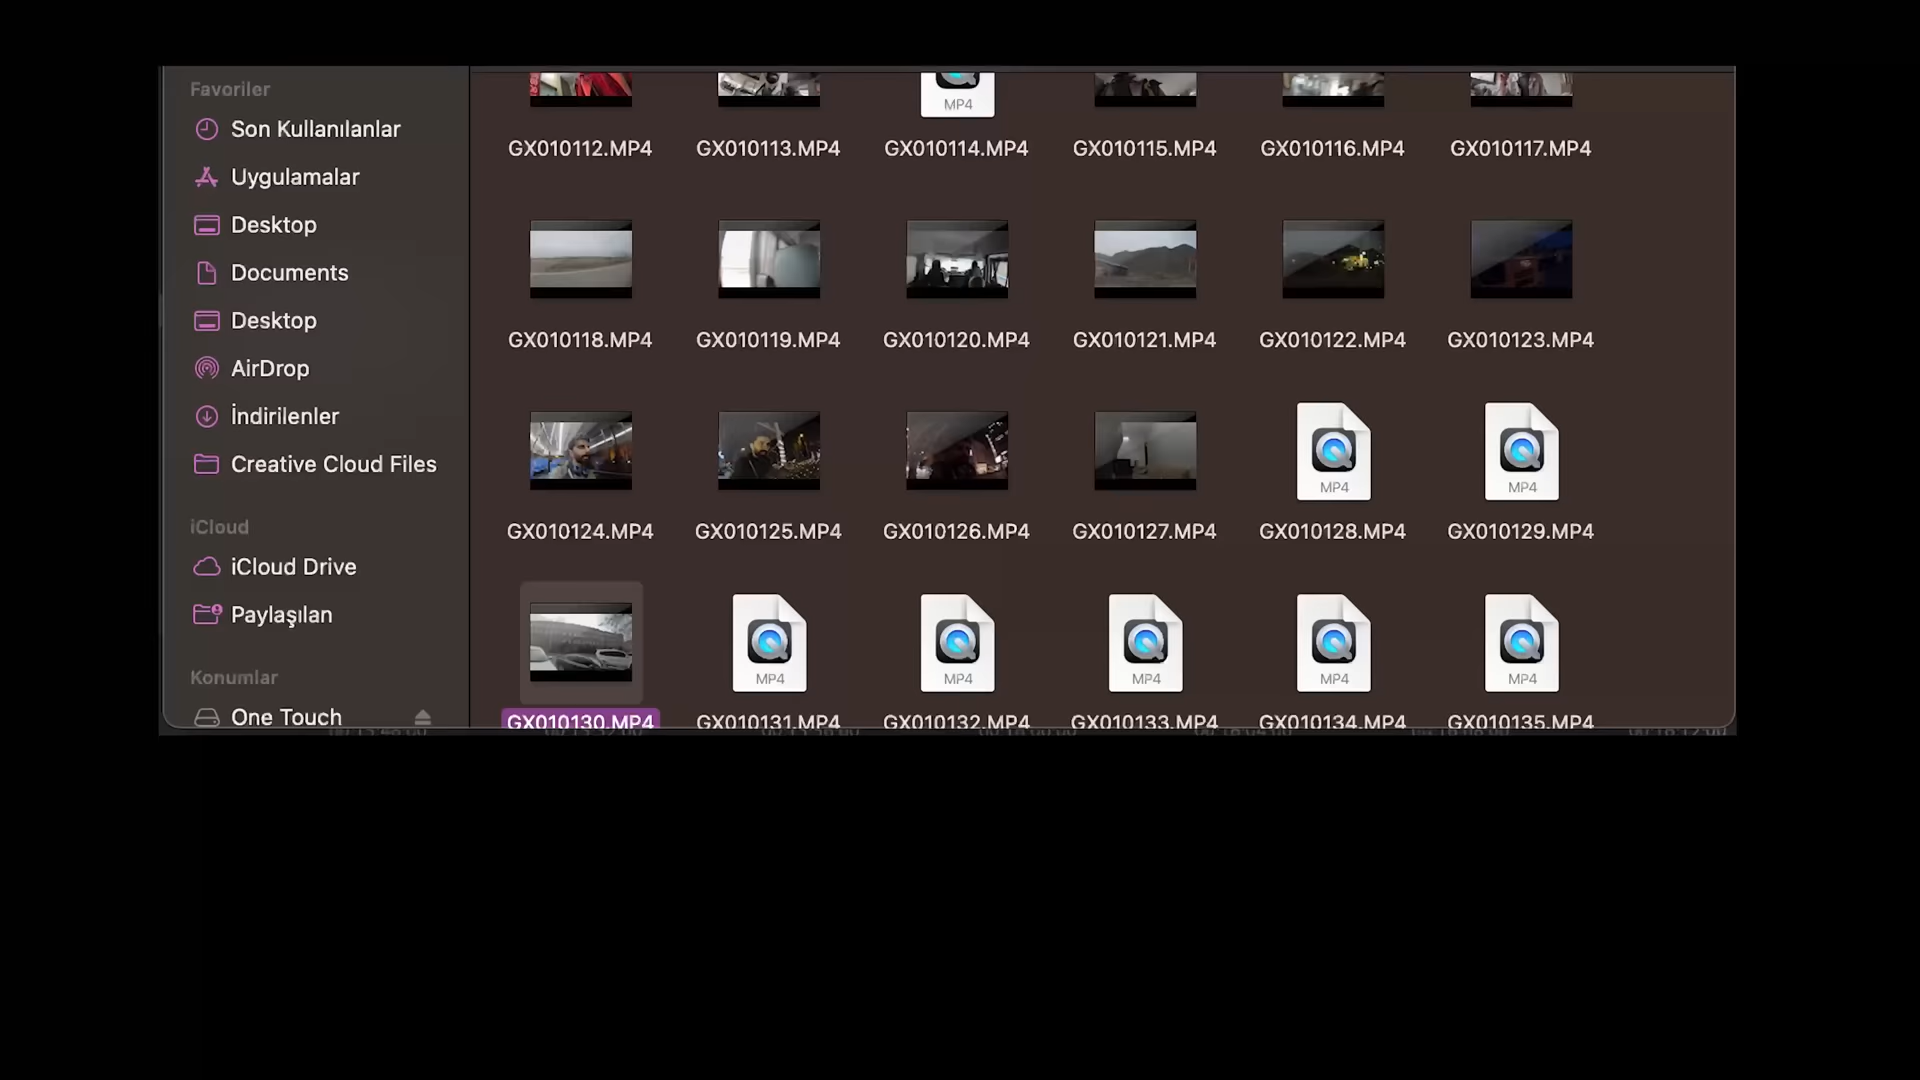 Favoriler
Son Kullanılanlar
Uygulamalar
Desktop
Documents
Desktop
AirDrop
İndirilenler
Creative Cloud Files
iCloud
iCloud Drive
Paylaşılan
Konumlar
One Touch
MP4
GX010112.MP4 GX010113.MP4 GX010114.MP4 GX010115.MP4 GX010116.MP4 GX010117.MP4
GX010118.MP4 GX010119.MP4 GX010120.MP4 GX010121.MP4 GX010122.MP4 GX010123.MP4
MP4 MP4
GX010124.MP4 GX010125.MP4 GX010126.MP4 GX010127.MP4 GX010128.MP4 GX010129.MP4
MP4 MP4 MP4 MP4 MP4
GX010130.MP4 GX010131.MP4 GX010132.MP4 GX010133.MP4 GX010134.MP4 GX010135.MP4